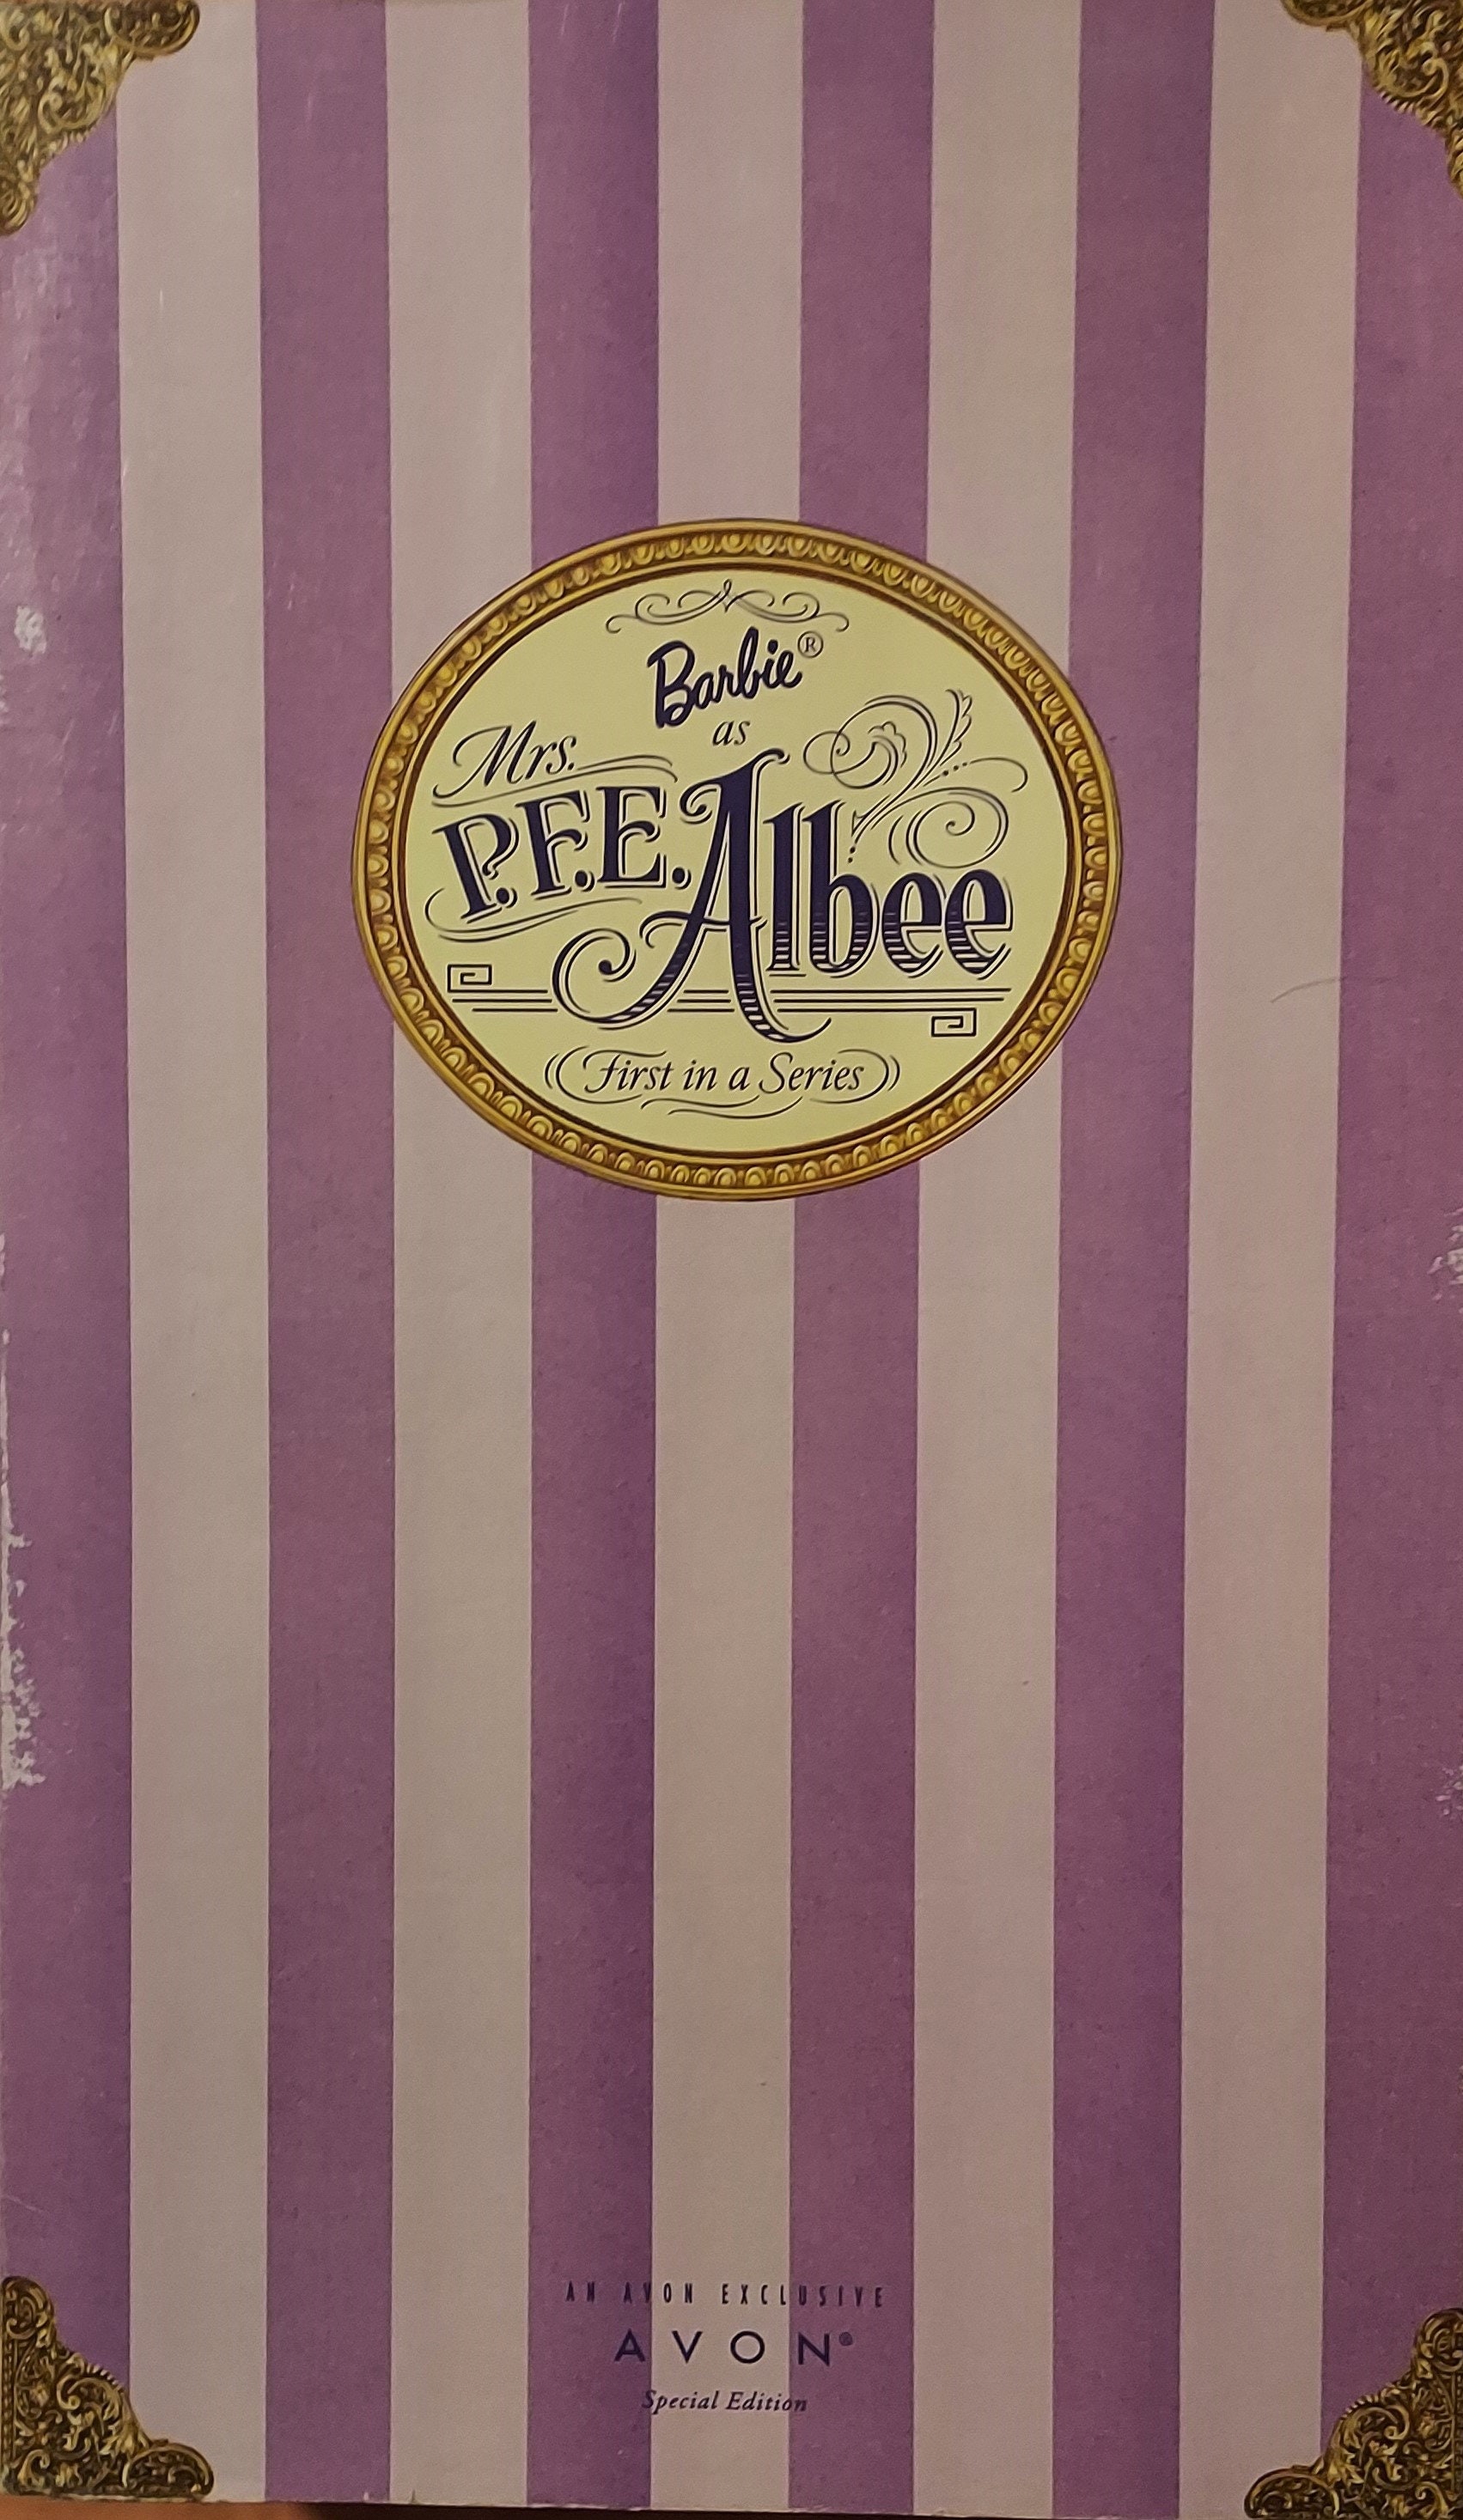 Barbie®
as
Mrs.
P.F.E. Albee
First in a Series
AN AVON EXCLUSIVE
AVON®
Special Edition